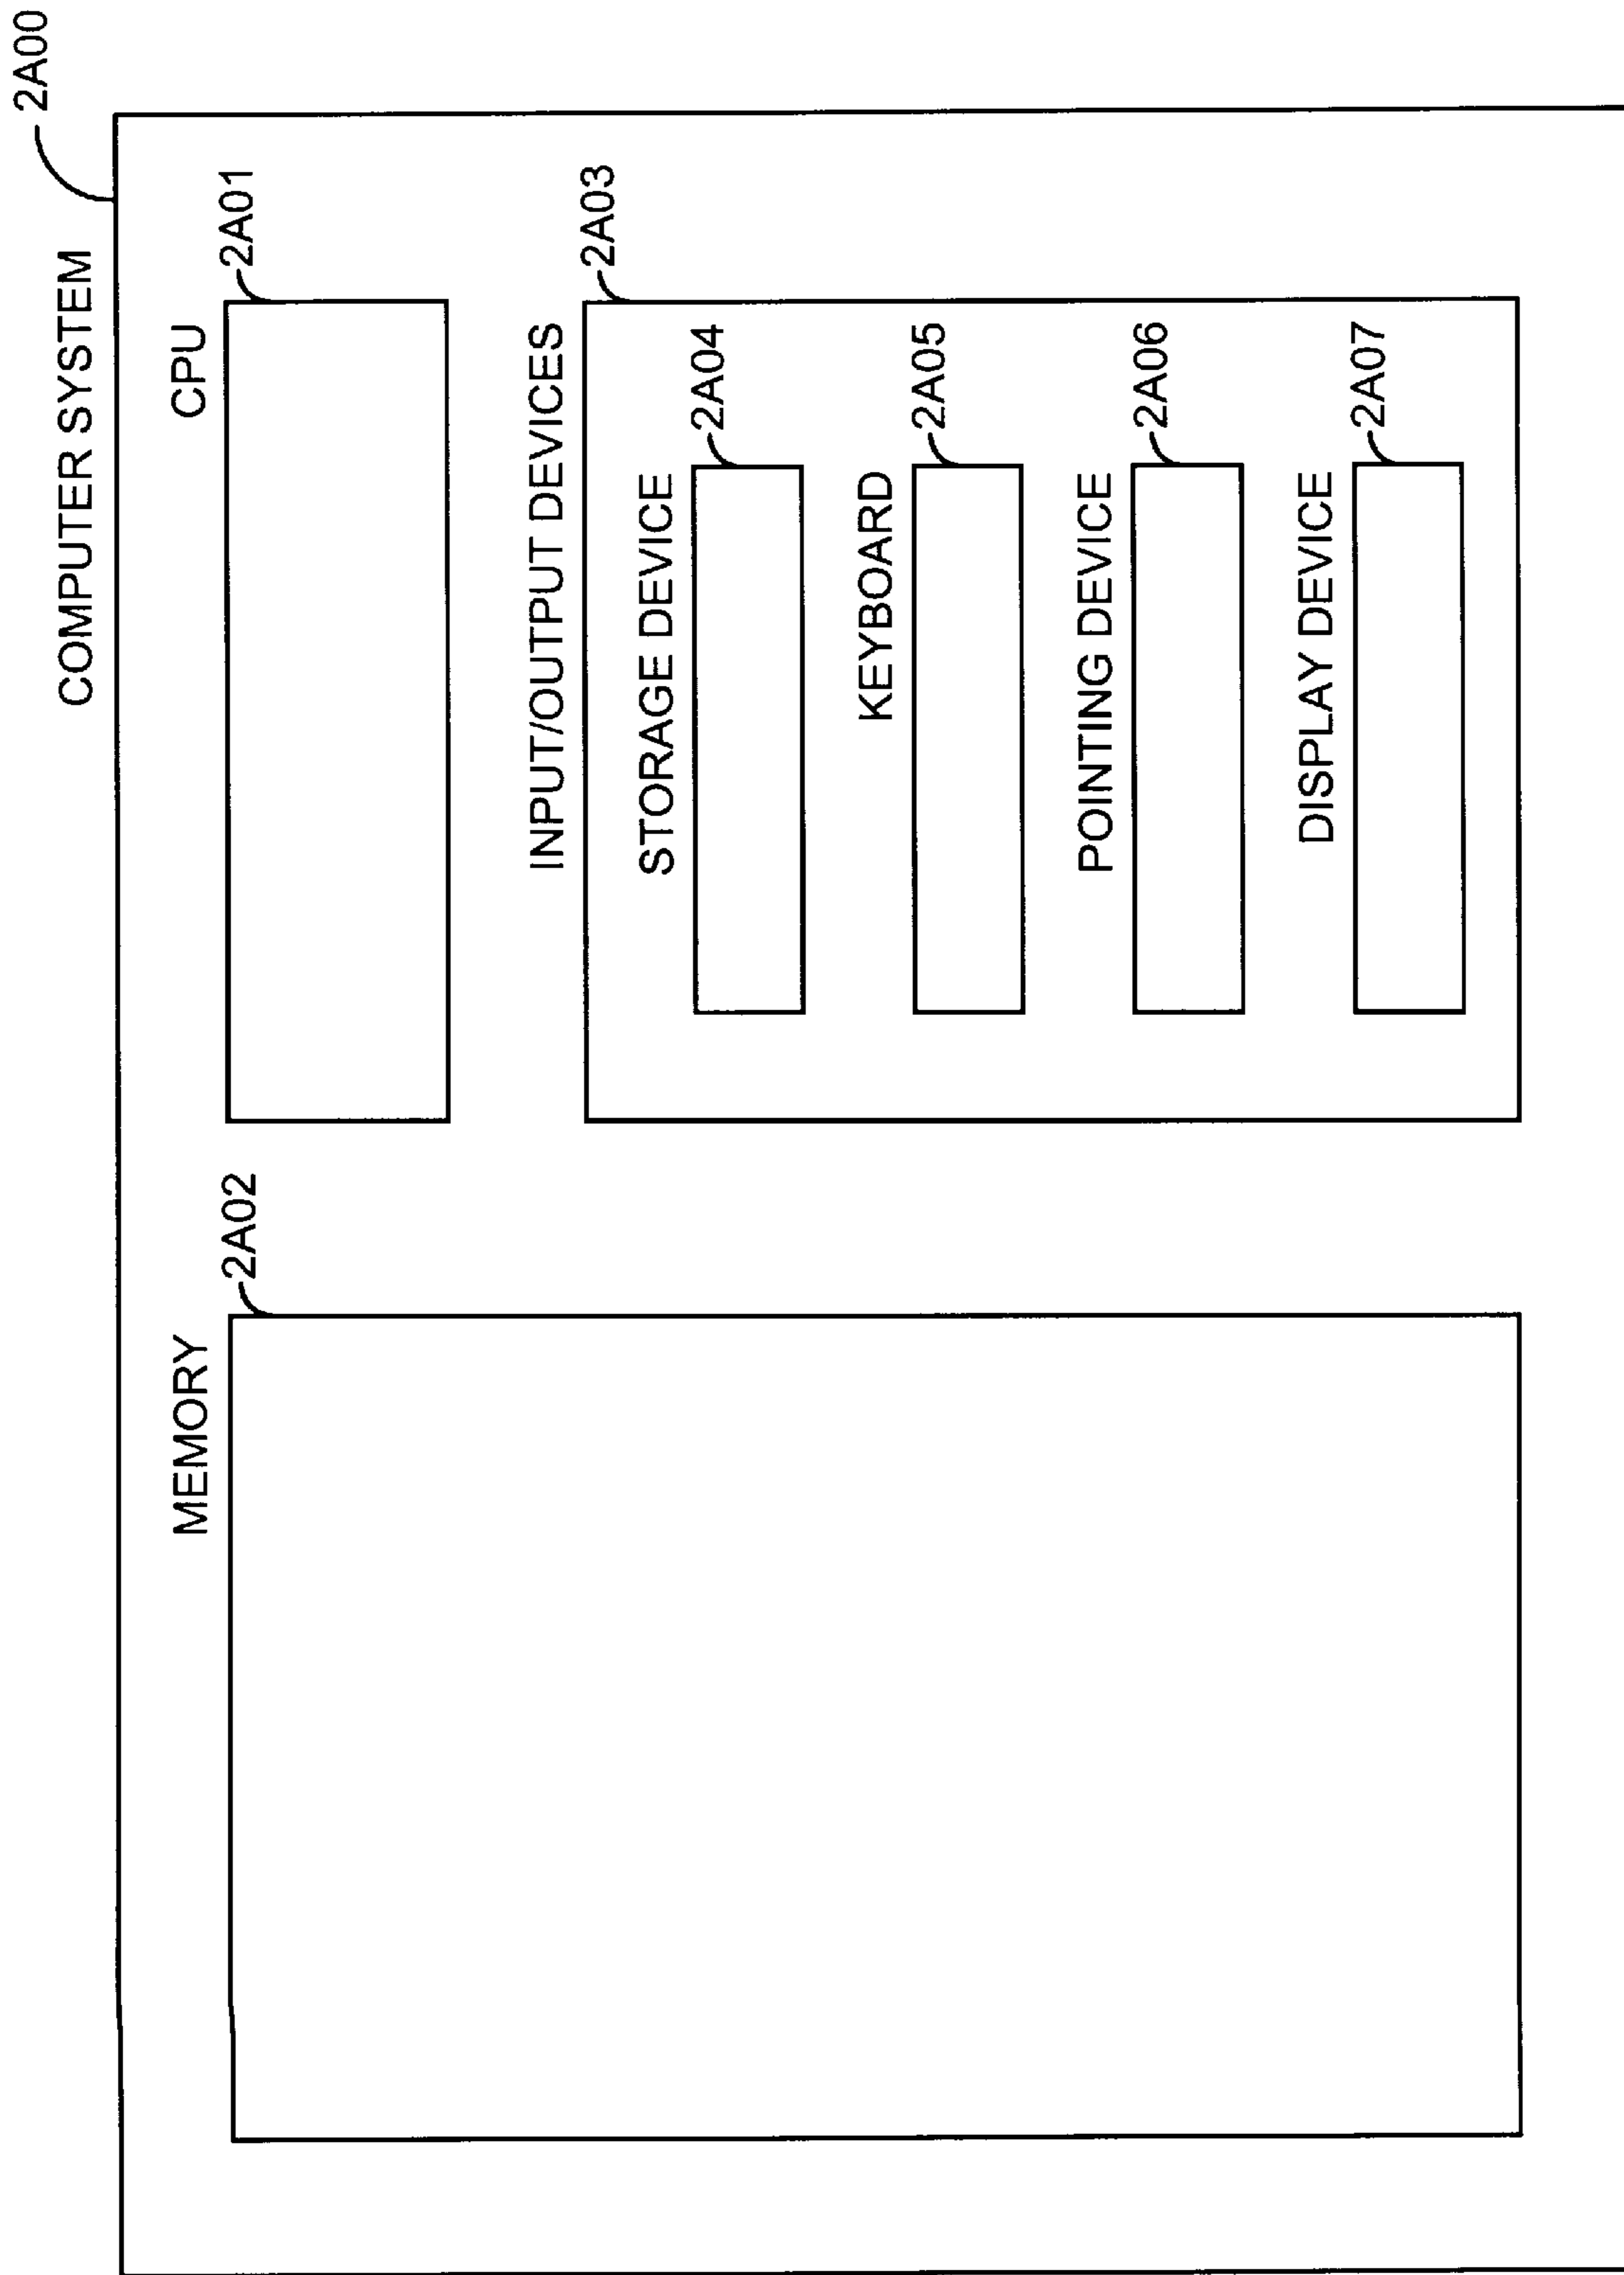 COMPUTER SYSTEM
2A00
MEMORY
2A02
CPU
2A01
INPUT/OUTPUT DEVICES
2A03
STORAGE DEVICE
2A04
KEYBOARD
2A05
POINTING DEVICE
2A06
DISPLAY DEVICE
2A07